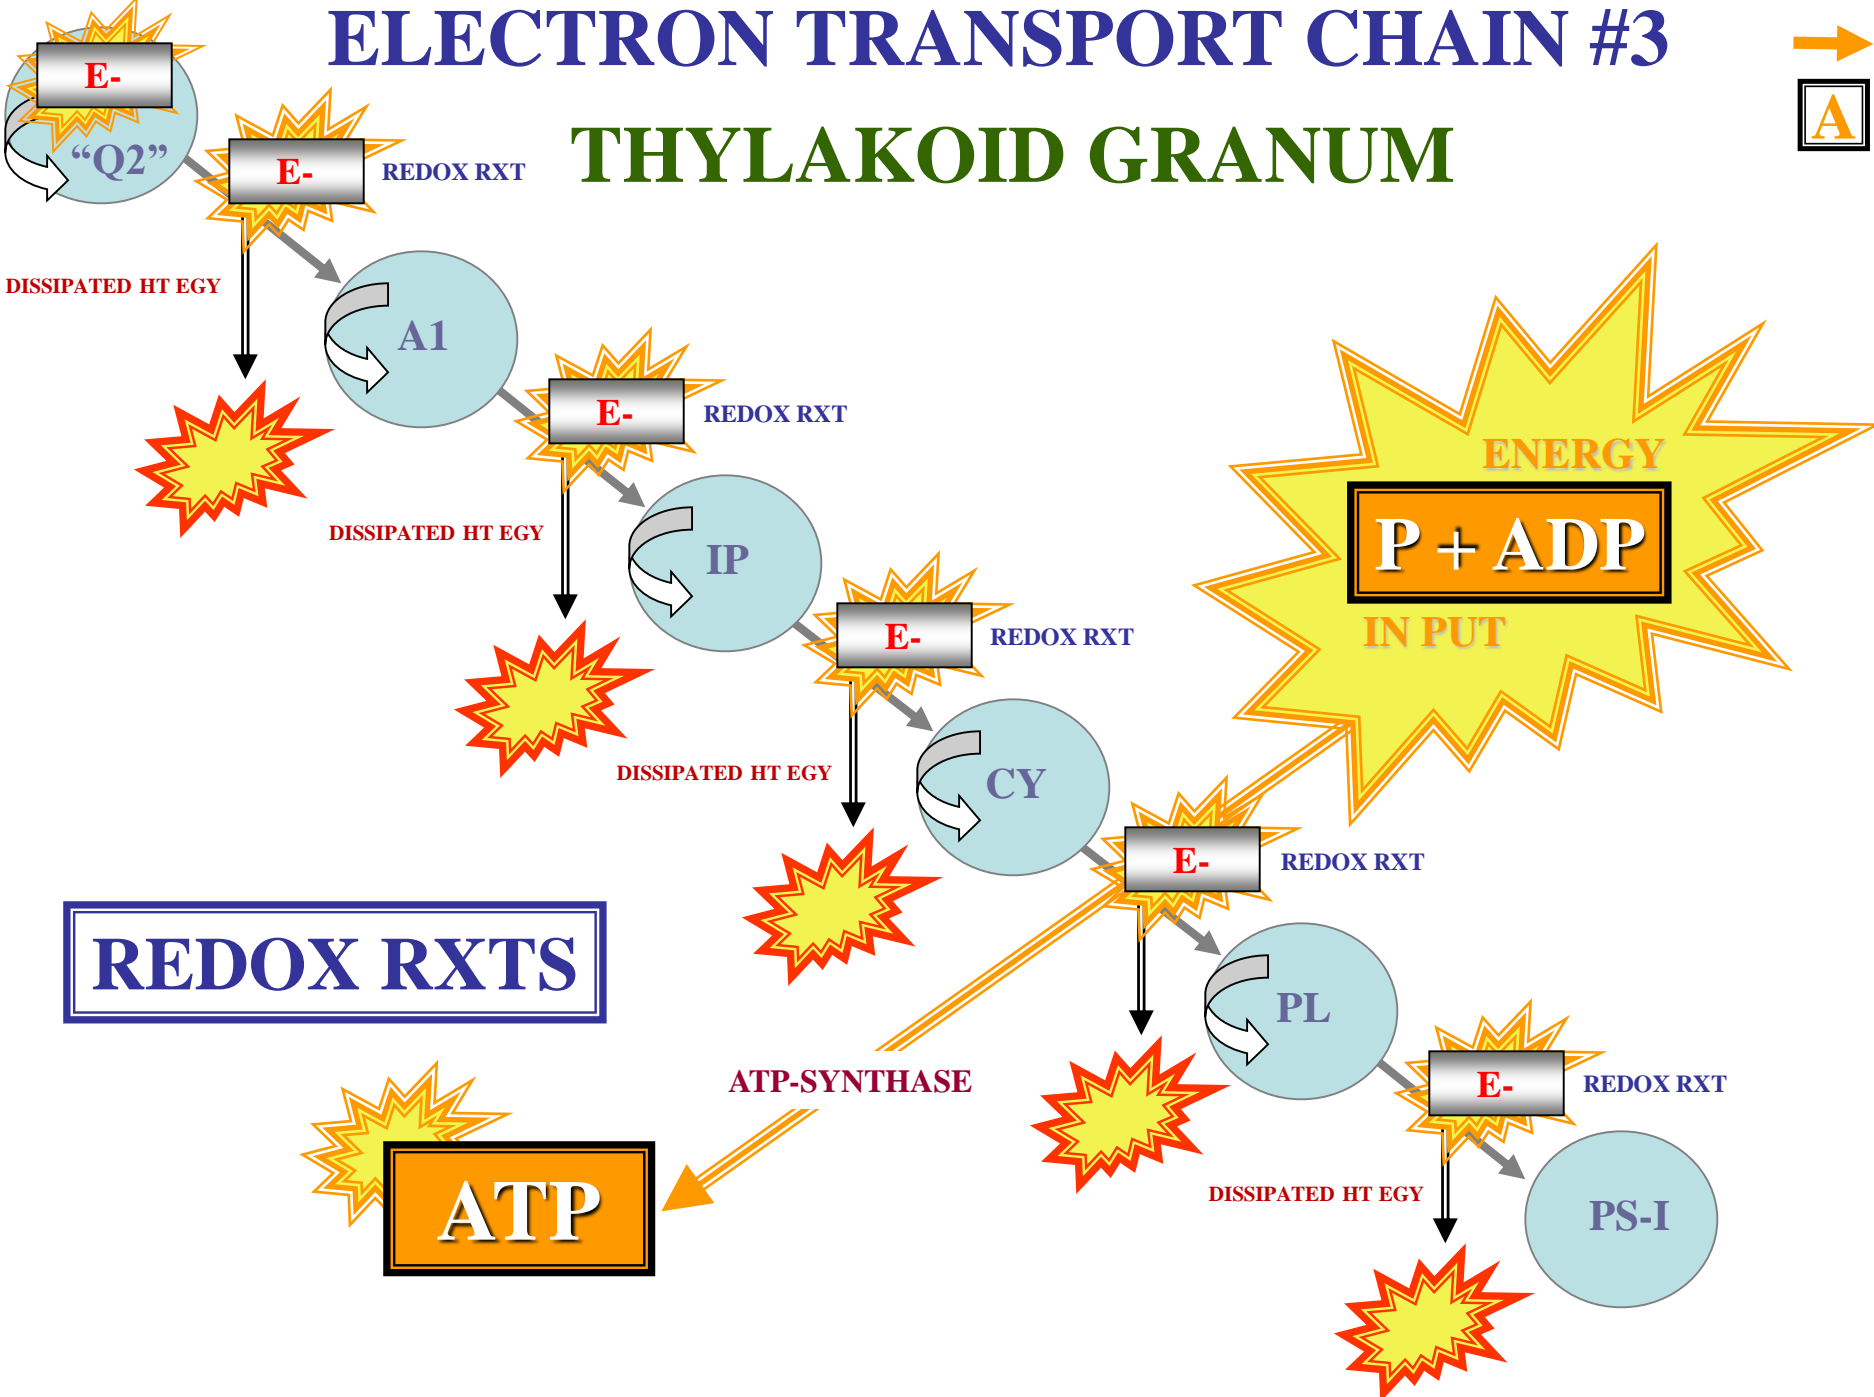 ELECTRON TRANSPORT CHAIN #3
THYLAKOID GRANUM
A
E-
“Q2”
E-
REDOX RXT
DISSIPATED HT EGY
A1
E-
REDOX RXT
DISSIPATED HT EGY
IP
E-
REDOX RXT
DISSIPATED HT EGY
CY
ENERGY
P + ADP
IN PUT
E-
REDOX RXT
REDOX RXTS
PL
ATP-SYNTHASE
E-
REDOX RXT
DISSIPATED HT EGY
ATP
PS-I